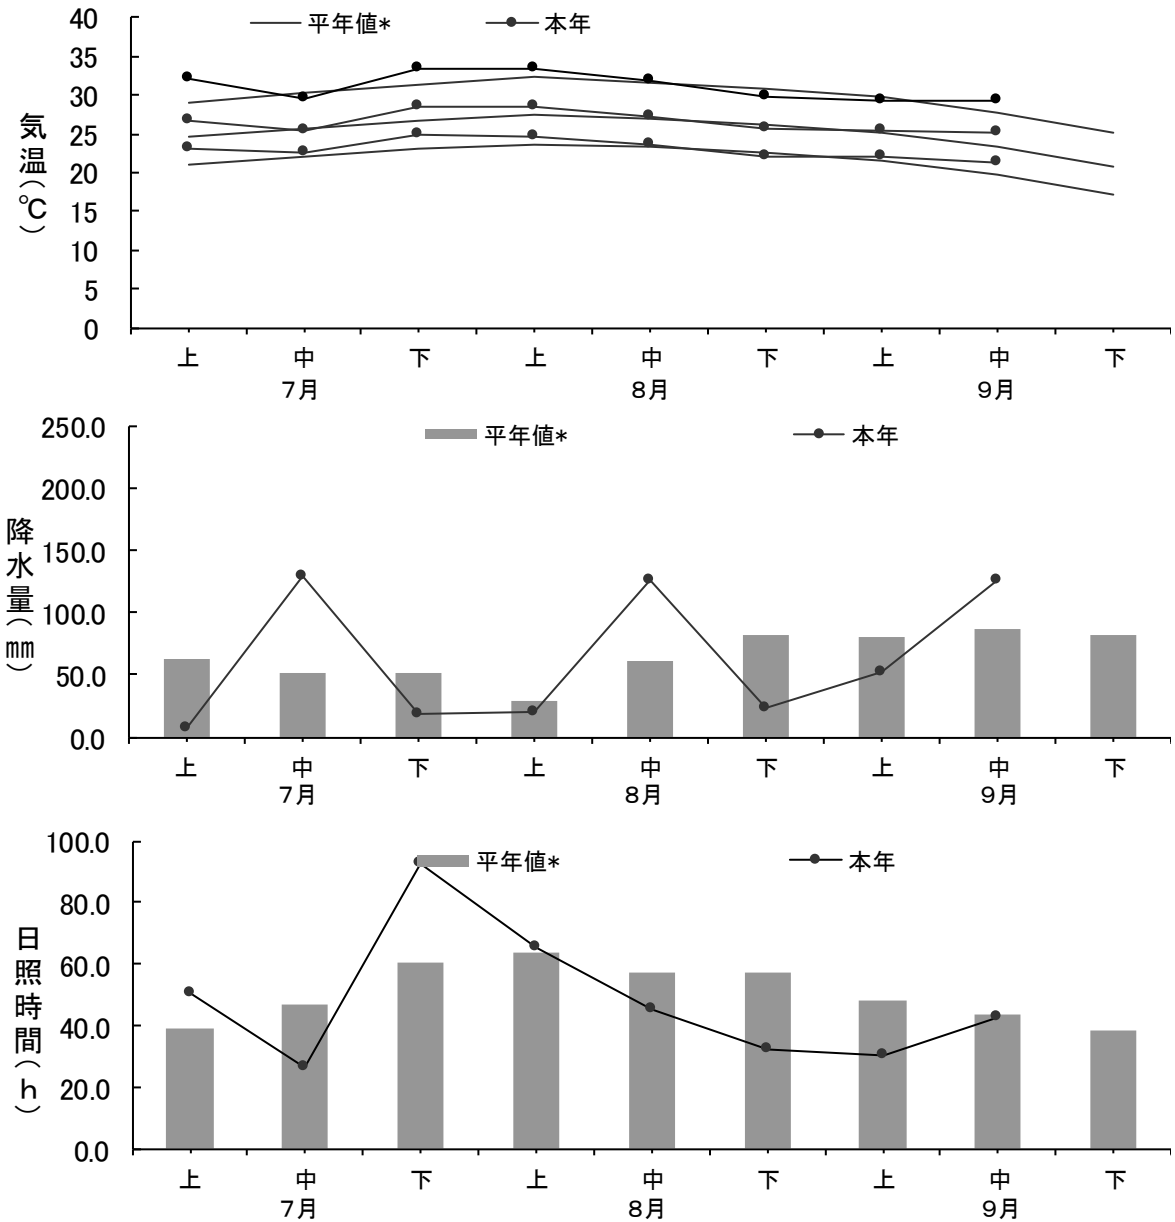 平年値* 本年
40
35
30
25
20
15
10
5
0
気温(℃)
上 中 下 上 中 下 上 中 下
7月 8月 9月
平年値* 本年
250.0
200.0
150.0
100.0
50.0
0.0
降水量(㎜)
上 中 下 上 中 下 上 中 下
7月 8月 9月
平年値* 本年
100.0
80.0
60.0
40.0
20.0
0.0
日照時間(h)
上 中 下 上 中 下 上 中 下
7月 8月 9月